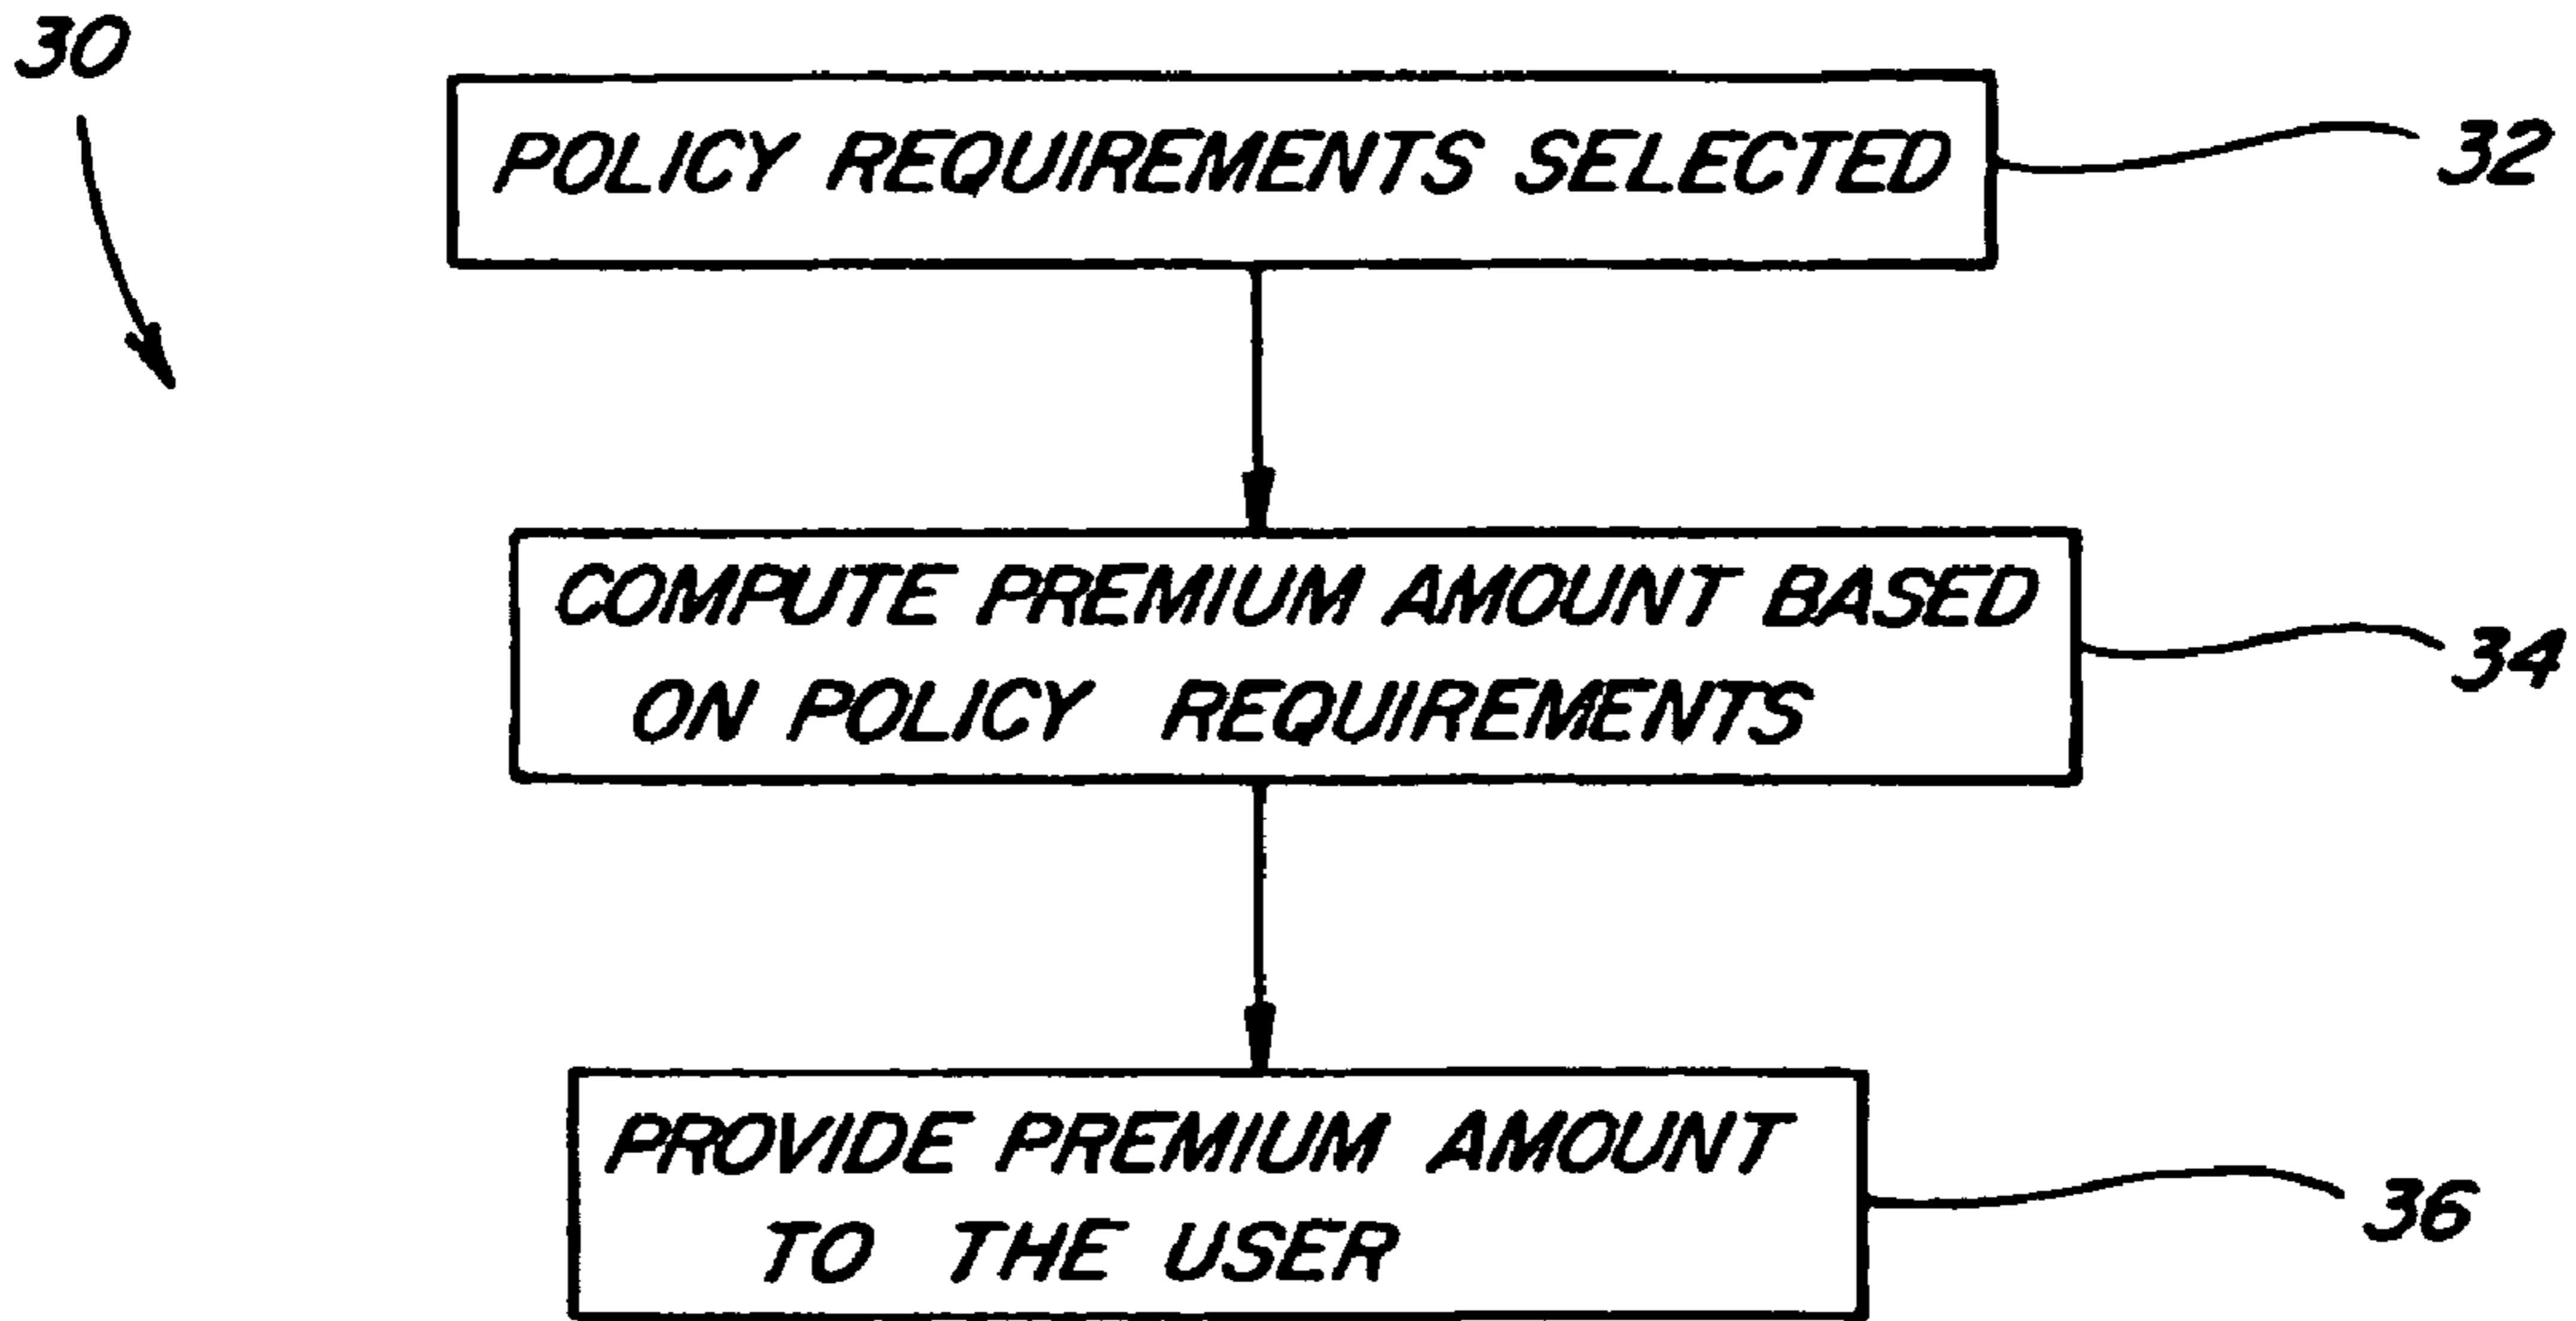 30
POLICY REQUIREMENTS SELECTED
32
COMPUTE PREMIUM AMOUNT BASED
ON POLICY REQUIREMENTS
34
PROVIDE PREMIUM AMOUNT
TO THE USER
36